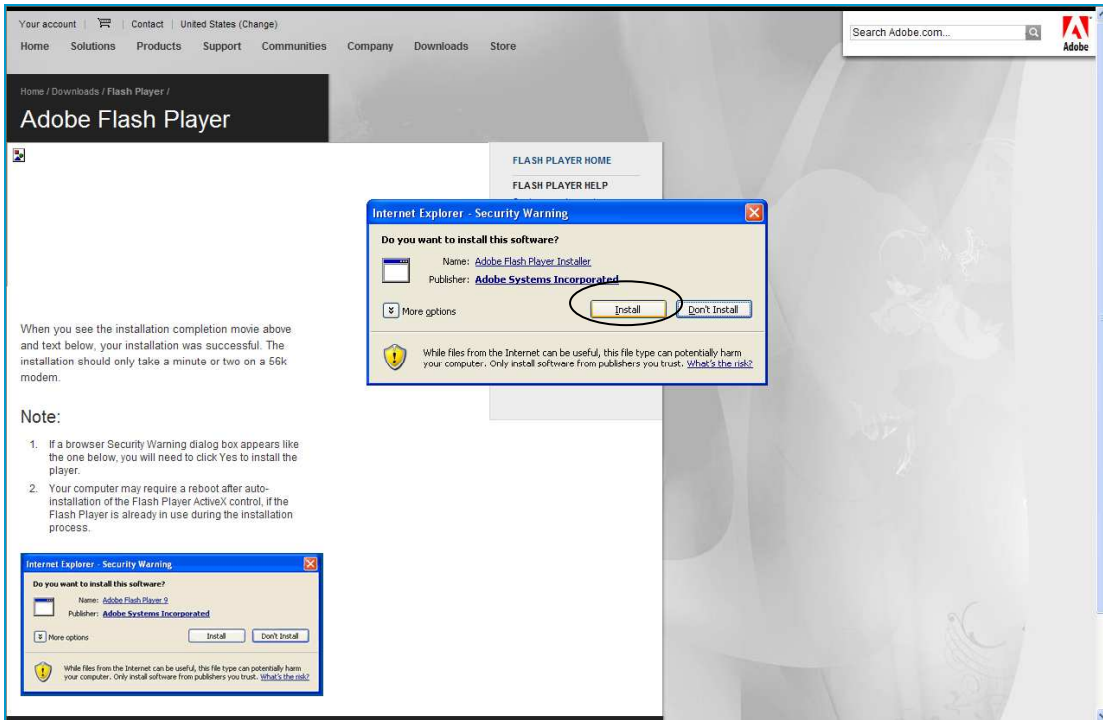 Your account | | Contact | United States (Change)
Home Solutions Products Support Communities Company Downloads Store
Search Adobe.com...
Adobe
Home / Downloads / Flash Player /
Adobe Flash Player
FLASH PLAYER HOME
FLASH PLAYER HELP
Internet Explorer - Security Warning
Do you want to install this software?
Name: Adobe Flash Player Installer
Publisher: Adobe Systems Incorporated
More options
Install
Don't Install
While files from the Internet can be useful, this file type can potentially harm
your computer. Only install software from publishers you trust. What's the risk?
When you see the installation completion movie above
and text below, your installation was successful. The
installation should only take a minute or two on a 56k
modem.
Note:
1. If a browser Security Warning dialog box appears like
the one below, you will need to click Yes to install the
player.
2. Your computer may require a reboot after auto-
installation of the Flash Player ActiveX control, if the
Flash Player is already in use during the installation
process.
Internet Explorer - Security Warning
Do you want to install this software?
Name: Adobe Flash Player 9
Publisher: Adobe Systems Incorporated
More options
Install
Don't Install
While files from the Internet can be useful, this file type can potentially harm
your computer. Only install software from publishers you trust. What's the risk?